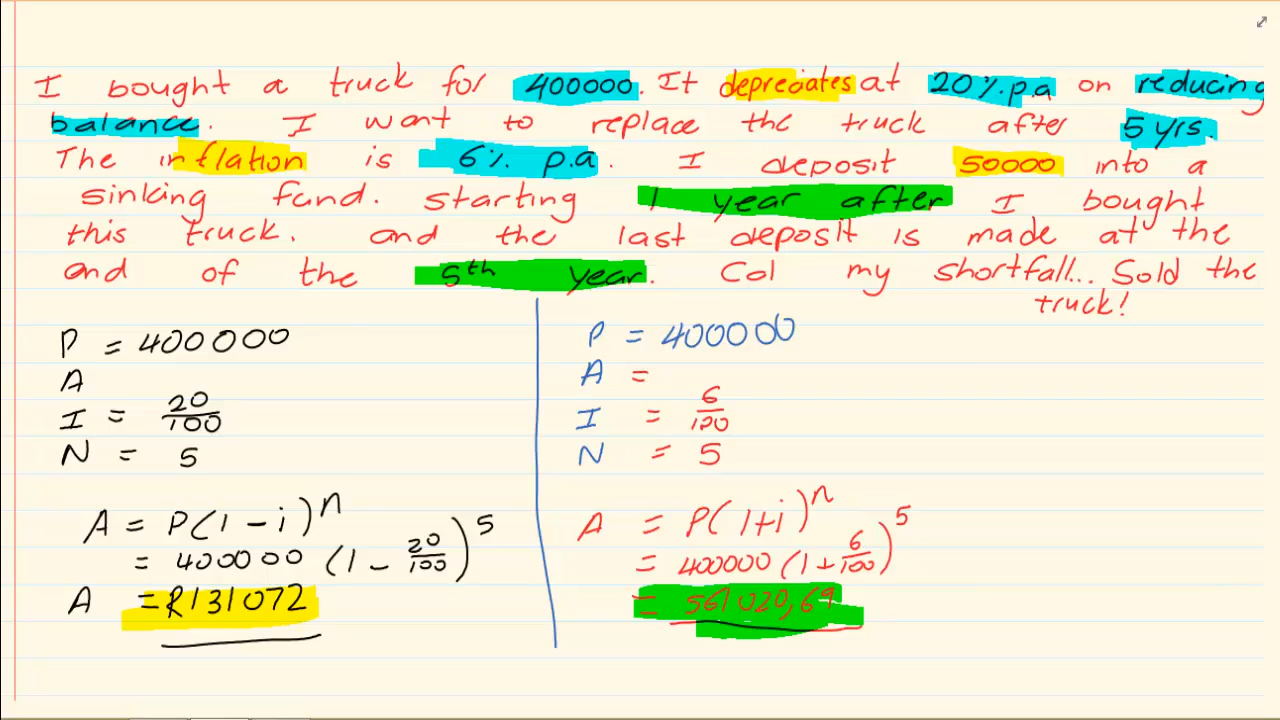 I bought a truck for 400000. It depreciates at 20% p.a on reducing
balance. I want to replace the truck after 5 yrs.
The inflation is 6% p.a. I deposit 50000 into a
sinking fund. starting 1 year after I bought
this truck. and the last deposit is made at the
end of the 5th year. Cal my shortfall... Sold the
truck!
P = 400000
A
I = 20/100
N = 5
A = P(1 - i)^n
= 400000 (1 - 20/100)^5
A = R131072
P = 400000
A =
I = 6/100
N = 5
A = P(1+i)^n
= 400000 (1 + 6/100)^5
= 561020,69